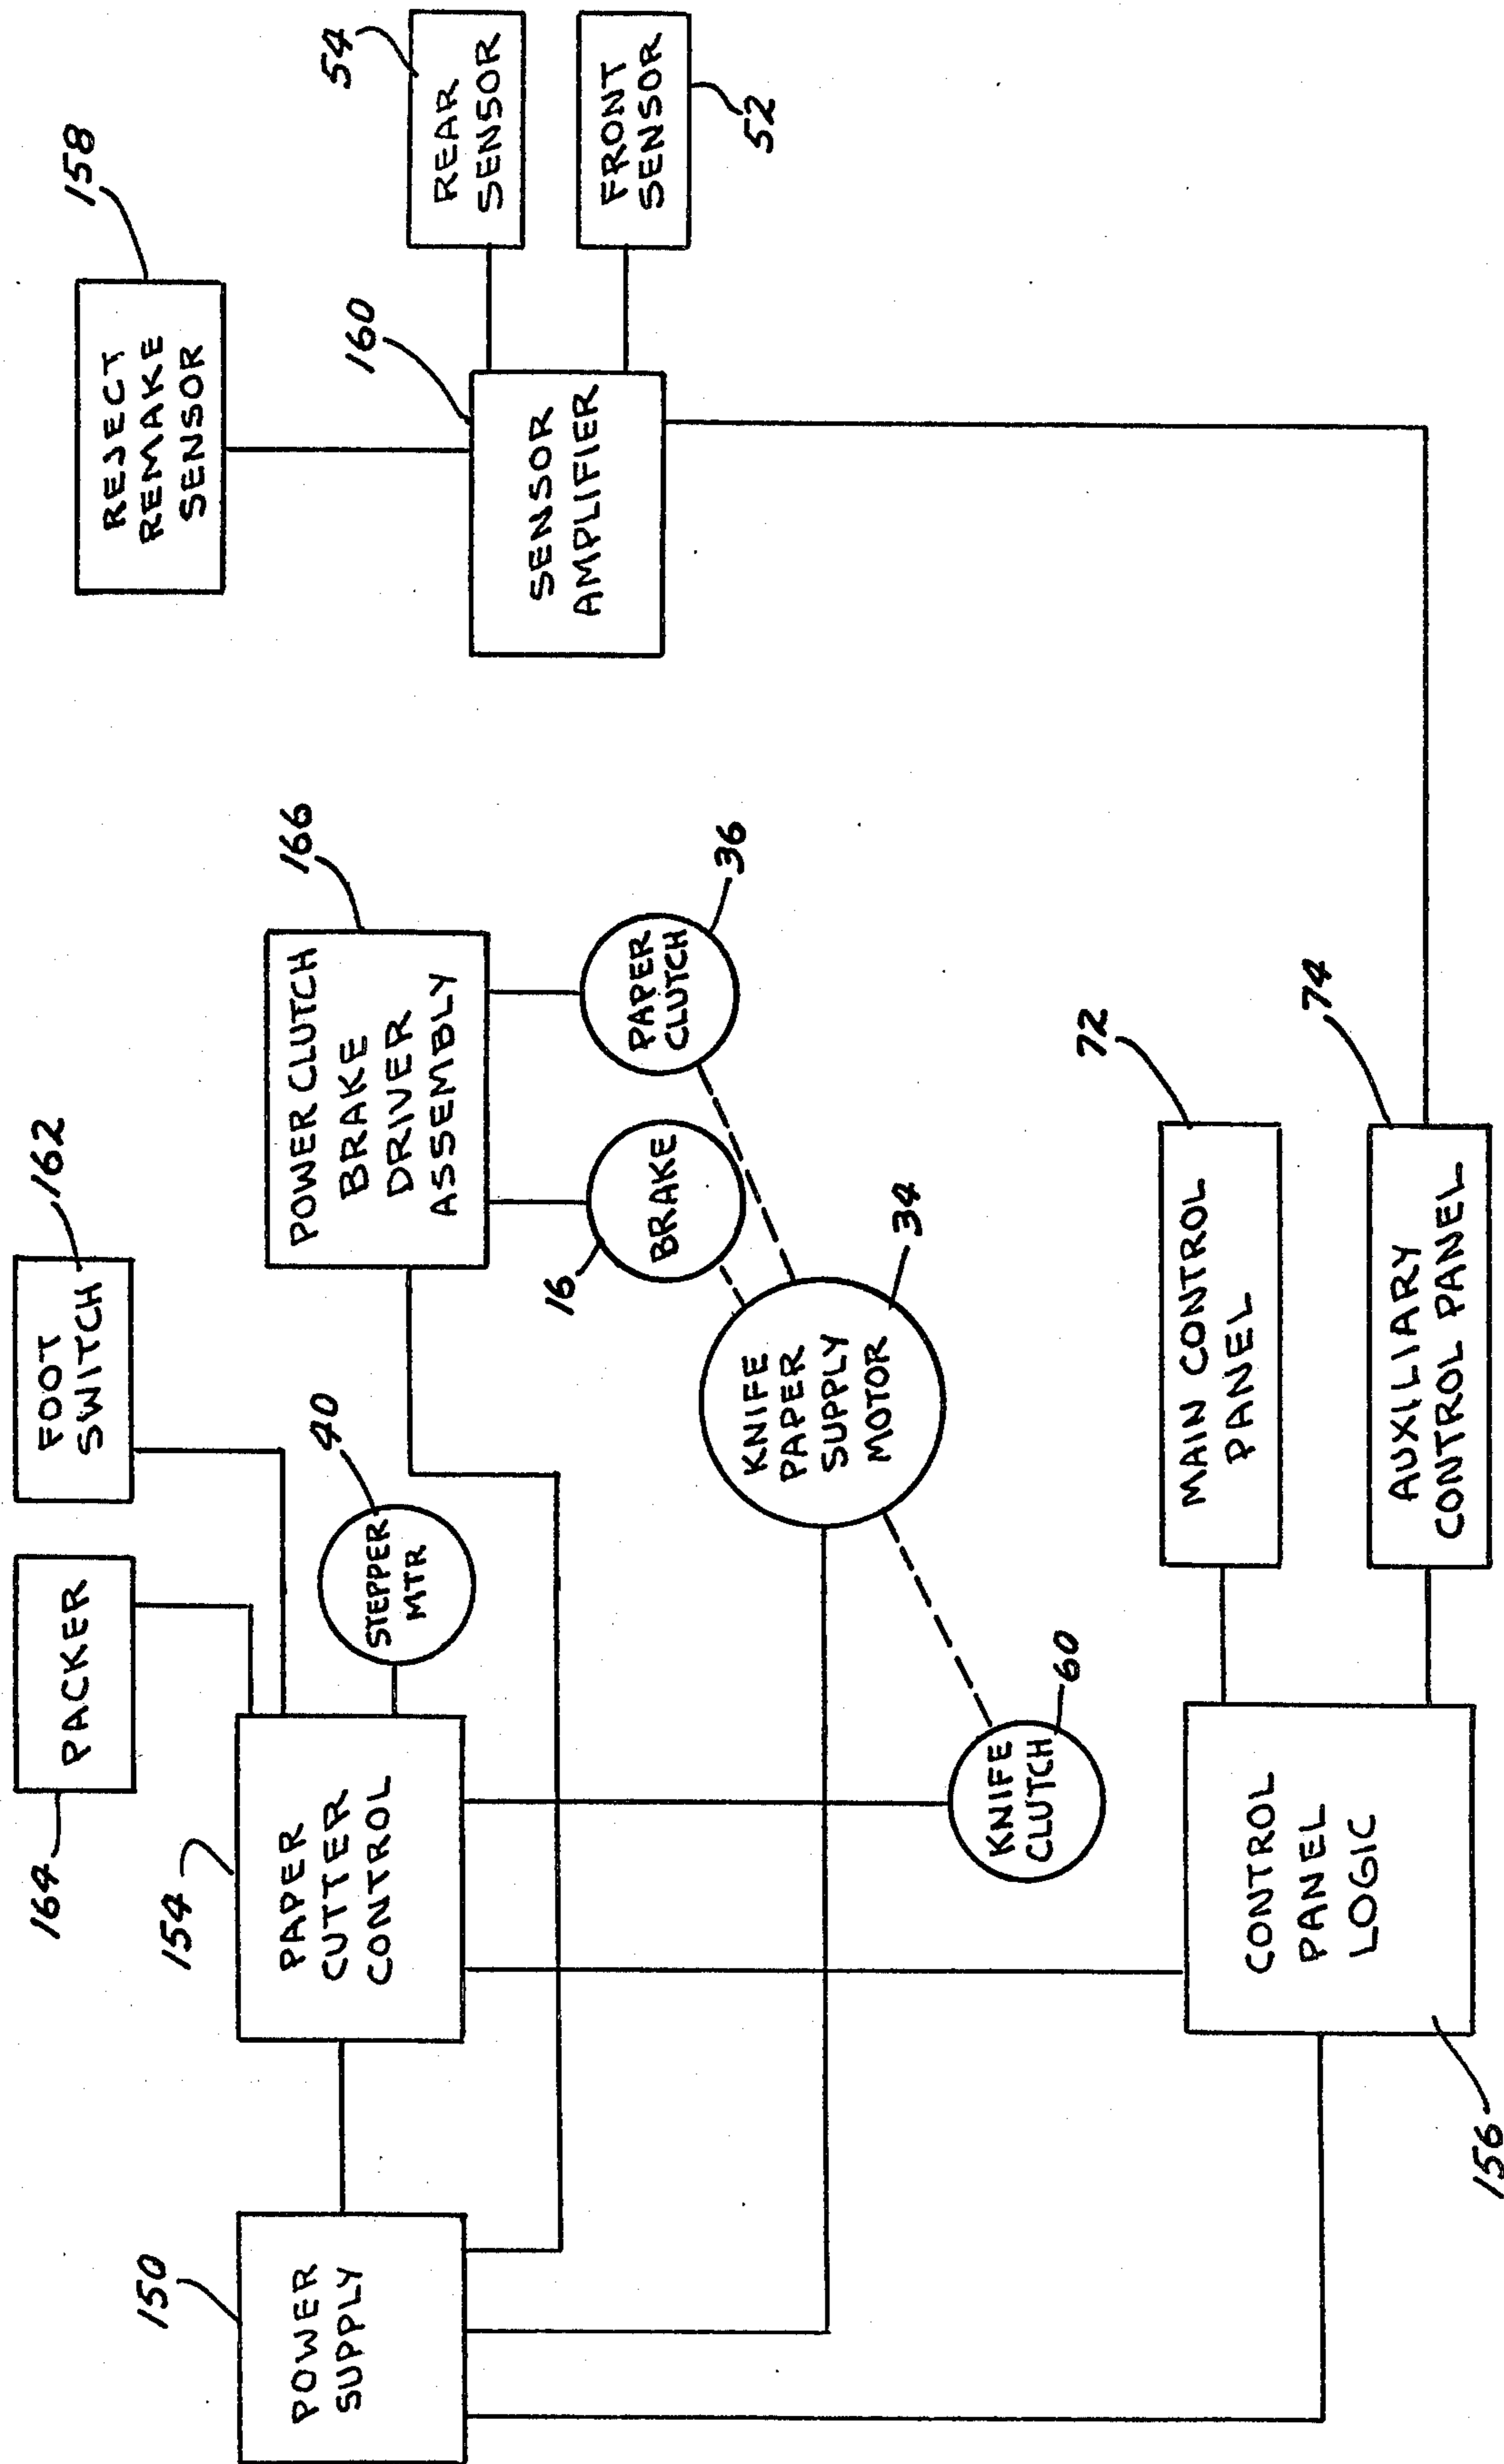 158
REJECT
REMAKE
SENSOR
54
REAR
SENSOR
160
SENSOR
AMPLIFIER
FRONT
SENSOR
52
162
FOOT
SWITCH
164
PACKER
166
POWER CLUTCH
BRAKE
DRIVER
ASSEMBLY
40
STEPPER
MTR
154
PAPER
CUTTER
CONTROL
150
POWER
SUPPLY
16
BRAKE
PAPER
CLUTCH
36
KNIFE
PAPER
SUPPLY
MOTOR
34
KNIFE
CLUTCH
60
72
MAIN CONTROL
PANEL
74
AUXILIARY
CONTROL PANEL
CONTROL
PANEL
LOGIC
156